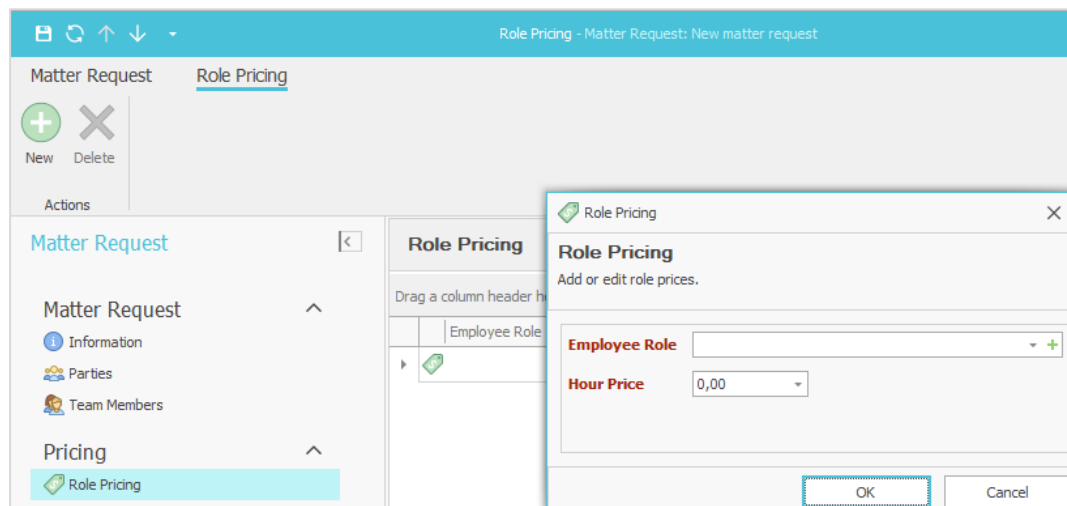 Role Pricing - Matter Request: New matter request
Matter Request Role Pricing
New Delete
Actions
Matter Request
Matter Request
Information
Parties
Team Members
Pricing
Role Pricing
Role Pricing
Drag a column header
Employee Role
Role Pricing
Role Pricing
Add or edit role prices.
Employee Role
Hour Price 0,00
OK Cancel